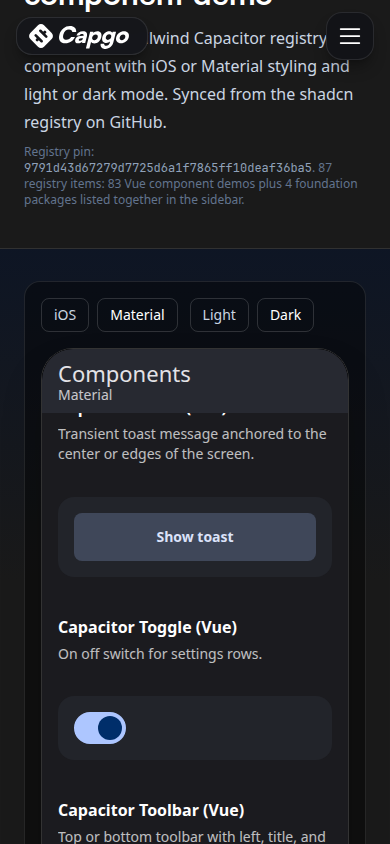 component demo
Capgo
lwind Capacitor registry
component with iOS or Material styling and
light or dark mode. Synced from the shadcn
registry on GitHub.
Registry pin:
9791d43d67279d7725d6a1f7865ff10deaf36ba5. 87
registry items: 83 Vue component demos plus 4 foundation
packages listed together in the sidebar.
iOS
Material
Light
Dark
Components
Material
Transient toast message anchored to the
center or edges of the screen.
Show toast
Capacitor Toggle (Vue)
On off switch for settings rows.
Capacitor Toolbar (Vue)
Top or bottom toolbar with left, title, and